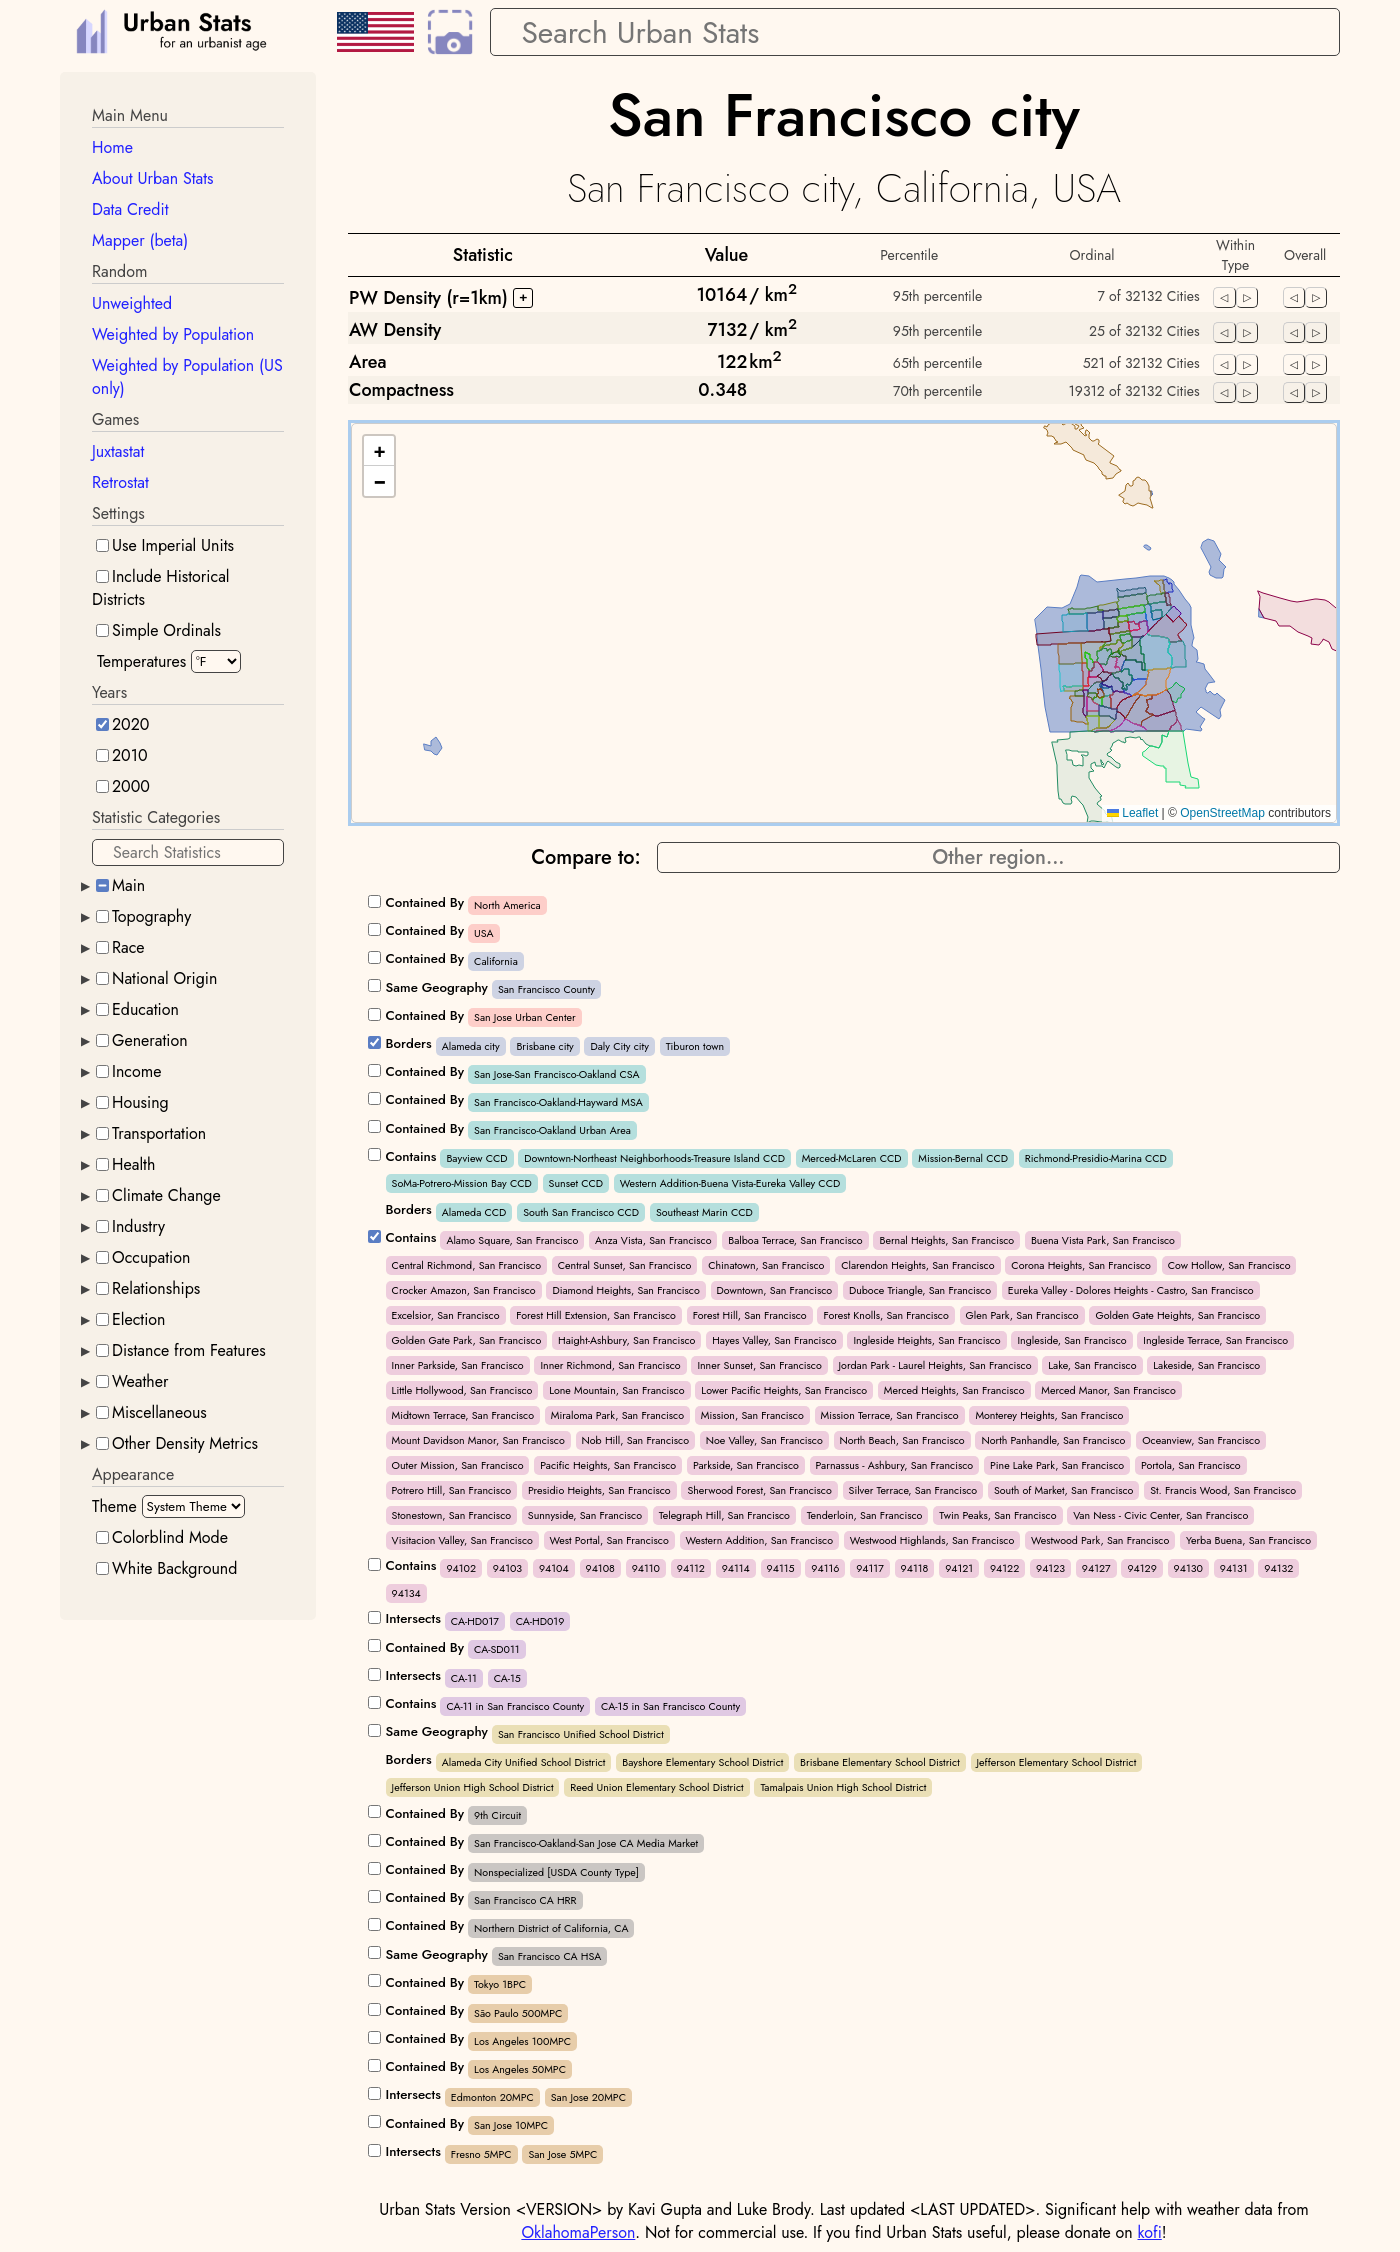 Urban Stats
for an urbanist age
Search Urban Stats
Main Menu
Home
About Urban Stats
Data Credit
Mapper (beta)
Random
Unweighted
Weighted by Population
Weighted by Population (US
only)
Games
Juxtastat
Retrostat
Settings
Use Imperial Units
Include Historical
Districts
Simple Ordinals
Temperatures °F
Years
2020
2010
2000
Statistic Categories
Search Statistics
Main
Topography
Race
National Origin
Education
Generation
Income
Housing
Transportation
Health
Climate Change
Industry
Occupation
Relationships
Election
Distance from Features
Weather
Miscellaneous
Other Density Metrics
Appearance
Theme System Theme
Colorblind Mode
White Background
San Francisco city
San Francisco city, California, USA
Statistic Value Percentile Ordinal Within Type Overall
PW Density (r=1km) + 10164 / km2 95th percentile 7 of 32132 Cities
AW Density 7132 / km2 95th percentile 25 of 32132 Cities
Area 122 km2 65th percentile 521 of 32132 Cities
Compactness 0.348 70th percentile 19312 of 32132 Cities
+
−
Leaflet | © OpenStreetMap contributors
Compare to: Other region...
Contained By North America
Contained By USA
Contained By California
Same Geography San Francisco County
Contained By San Jose Urban Center
Borders Alameda city Brisbane city Daly City city Tiburon town
Contained By San Jose-San Francisco-Oakland CSA
Contained By San Francisco-Oakland-Hayward MSA
Contained By San Francisco-Oakland Urban Area
Contains Bayview CCD Downtown-Northeast Neighborhoods-Treasure Island CCD Merced-McLaren CCD Mission-Bernal CCD Richmond-Presidio-Marina CCD
SoMa-Potrero-Mission Bay CCD Sunset CCD Western Addition-Buena Vista-Eureka Valley CCD
Borders Alameda CCD South San Francisco CCD Southeast Marin CCD
Contains Alamo Square, San Francisco Anza Vista, San Francisco Balboa Terrace, San Francisco Bernal Heights, San Francisco Buena Vista Park, San Francisco
Central Richmond, San Francisco Central Sunset, San Francisco Chinatown, San Francisco Clarendon Heights, San Francisco Corona Heights, San Francisco Cow Hollow, San Francisco
Crocker Amazon, San Francisco Diamond Heights, San Francisco Downtown, San Francisco Duboce Triangle, San Francisco Eureka Valley - Dolores Heights - Castro, San Francisco
Excelsior, San Francisco Forest Hill Extension, San Francisco Forest Hill, San Francisco Forest Knolls, San Francisco Glen Park, San Francisco Golden Gate Heights, San Francisco
Golden Gate Park, San Francisco Haight-Ashbury, San Francisco Hayes Valley, San Francisco Ingleside Heights, San Francisco Ingleside, San Francisco Ingleside Terrace, San Francisco
Inner Parkside, San Francisco Inner Richmond, San Francisco Inner Sunset, San Francisco Jordan Park - Laurel Heights, San Francisco Lake, San Francisco Lakeside, San Francisco
Little Hollywood, San Francisco Lone Mountain, San Francisco Lower Pacific Heights, San Francisco Merced Heights, San Francisco Merced Manor, San Francisco
Midtown Terrace, San Francisco Miraloma Park, San Francisco Mission, San Francisco Mission Terrace, San Francisco Monterey Heights, San Francisco
Mount Davidson Manor, San Francisco Nob Hill, San Francisco Noe Valley, San Francisco North Beach, San Francisco North Panhandle, San Francisco Oceanview, San Francisco
Outer Mission, San Francisco Pacific Heights, San Francisco Parkside, San Francisco Parnassus - Ashbury, San Francisco Pine Lake Park, San Francisco Portola, San Francisco
Potrero Hill, San Francisco Presidio Heights, San Francisco Sherwood Forest, San Francisco Silver Terrace, San Francisco South of Market, San Francisco St. Francis Wood, San Francisco
Stonestown, San Francisco Sunnyside, San Francisco Telegraph Hill, San Francisco Tenderloin, San Francisco Twin Peaks, San Francisco Van Ness - Civic Center, San Francisco
Visitacion Valley, San Francisco West Portal, San Francisco Western Addition, San Francisco Westwood Highlands, San Francisco Westwood Park, San Francisco Yerba Buena, San Francisco
Contains 94102 94103 94104 94108 94110 94112 94114 94115 94116 94117 94118 94121 94122 94123 94127 94129 94130 94131 94132
94134
Intersects CA-HD017 CA-HD019
Contained By CA-SD011
Intersects CA-11 CA-15
Contains CA-11 in San Francisco County CA-15 in San Francisco County
Same Geography San Francisco Unified School District
Borders Alameda City Unified School District Bayshore Elementary School District Brisbane Elementary School District Jefferson Elementary School District
Jefferson Union High School District Reed Union Elementary School District Tamalpais Union High School District
Contained By 9th Circuit
Contained By San Francisco-Oakland-San Jose CA Media Market
Contained By Nonspecialized [USDA County Type]
Contained By San Francisco CA HRR
Contained By Northern District of California, CA
Same Geography San Francisco CA HSA
Contained By Tokyo 1BPC
Contained By São Paulo 500MPC
Contained By Los Angeles 100MPC
Contained By Los Angeles 50MPC
Intersects Edmonton 20MPC San Jose 20MPC
Contained By San Jose 10MPC
Intersects Fresno 5MPC San Jose 5MPC
Urban Stats Version <VERSION> by Kavi Gupta and Luke Brody. Last updated <LAST UPDATED>. Significant help with weather data from
OklahomaPerson. Not for commercial use. If you find Urban Stats useful, please donate on kofi!